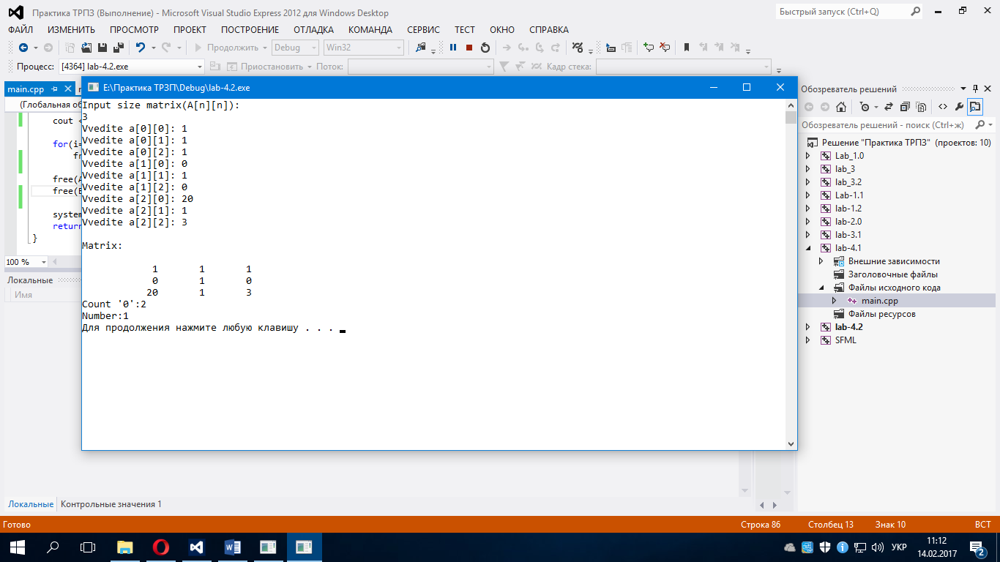 Практика ТРПЗ (Выполнение) - Microsoft Visual Studio Express 2012 для Windows Desktop
Быстрый запуск (Ctrl+Q)
ФАЙЛ ИЗМЕНИТЬ ПРОСМОТР ПРОЕКТ ПОСТРОЕНИЕ ОТЛАДКА КОМАНДА СЕРВИС ТЕСТ ОКНО СПРАВКА
Продолжить Debug Win32
Процесс: [4364] lab-4.2.exe Приостановить Поток: Кадр стека:
main.cpp
(Глобальная об
cout <
for(i=
fr
free(A
free(B
system
return
}
100 %
Локальные
Имя
E:\Практика ТРЗП\Debug\lab-4.2.exe
Input size matrix(A[n][n]):
3
Vvedite a[0][0]: 1
Vvedite a[0][1]: 1
Vvedite a[0][2]: 1
Vvedite a[1][0]: 0
Vvedite a[1][1]: 1
Vvedite a[1][2]: 0
Vvedite a[2][0]: 20
Vvedite a[2][1]: 1
Vvedite a[2][2]: 3
Matrix:
1 1 1
0 1 0
20 1 3
Count '0':2
Number:1
Для продолжения нажмите любую клавишу . . .
Обозреватель решений
Обозреватель решений - поиск (Ctrl+ж)
Решение "Практика ТРПЗ" (проектов: 10)
Lab_1.0
lab_3
lab_3.2
Lab-1.1
lab-1.2
lab-2.0
lab-3.1
lab-4.1
Внешние зависимости
Заголовочные файлы
Файлы исходного кода
main.cpp
Файлы ресурсов
lab-4.2
SFML
Локальные Контрольные значения 1
Готово Строка 86 Столбец 13 Знак 10 ВСТ
УКР
11:12
14.02.2017
2